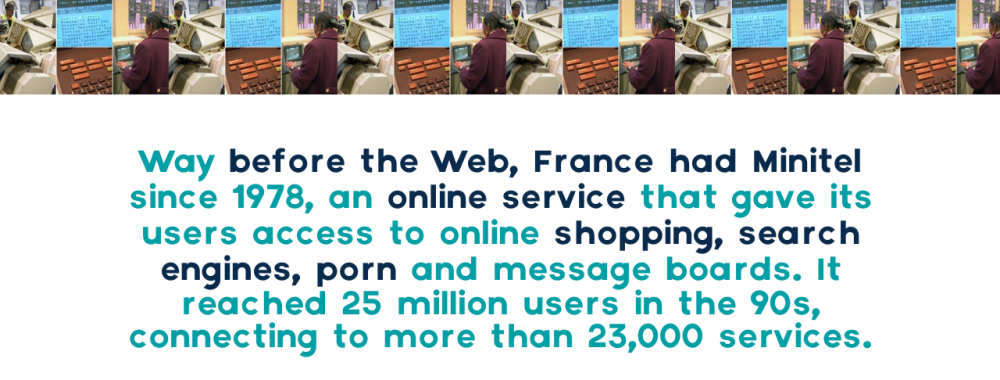 Way before the Web, France had Minitel
since 1978, an online service that gave its
users access to online shopping, search
engines, porn and message boards. It
reached 25 million users in the 90s,
connecting to more than 23,000 services.